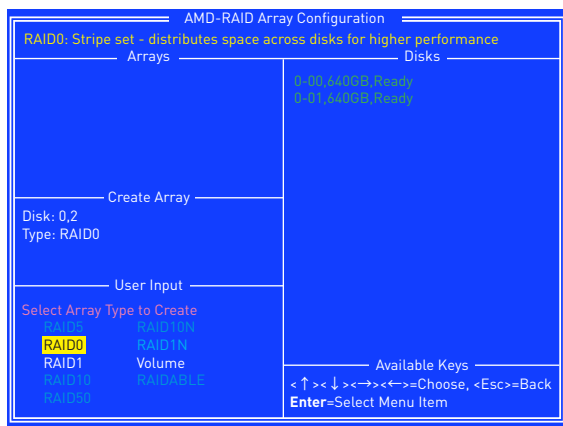 AMD-RAID Array Configuration
RAID0: Stripe set - distributes space across disks for higher performance
Arrays
Disks
0-00,640GB,Ready
0-01,640GB,Ready
Create Array
Disk: 0,2
Type: RAID0
User Input
Select Array Type to Create
RAID5 RAID10N
RAID0 RAID1N
RAID1 Volume
RAID10 RAIDABLE
RAID50
Available Keys
<↑><↓><→><←>=Choose, <Esc>=Back
Enter=Select Menu Item